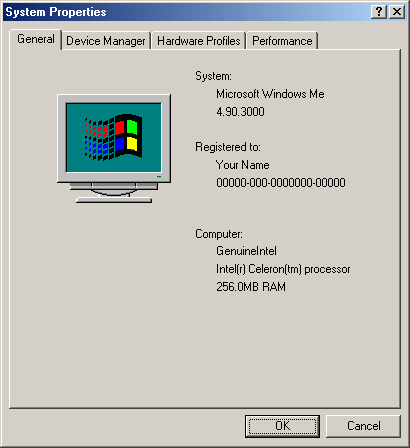 System Properties
General Device Manager Hardware Profiles Performance
System:
Microsoft Windows Me
4.90.3000
Registered to:
Your Name
00000-000-0000000-00000
Computer:
GenuineIntel
Intel(r) Celeron(tm) processor
256.0MB RAM
OK Cancel